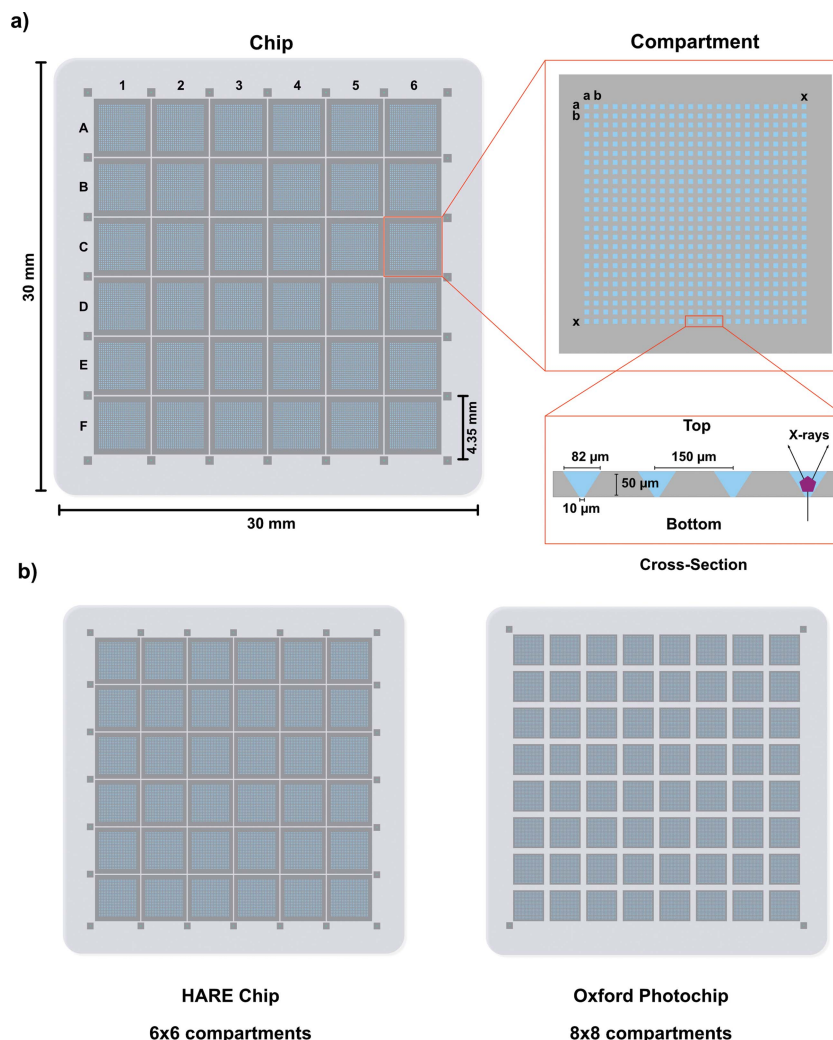 a)
Chip
Compartment
1 2 3 4 5 6
a b x
a
b
A
B
C
D
E
F
x
30 mm
4.35 mm
30 mm
Top
X-rays
82 µm
150 µm
50 µm
10 µm
Bottom
Cross-Section
b)
HARE Chip
6x6 compartments
Oxford Photochip
8x8 compartments